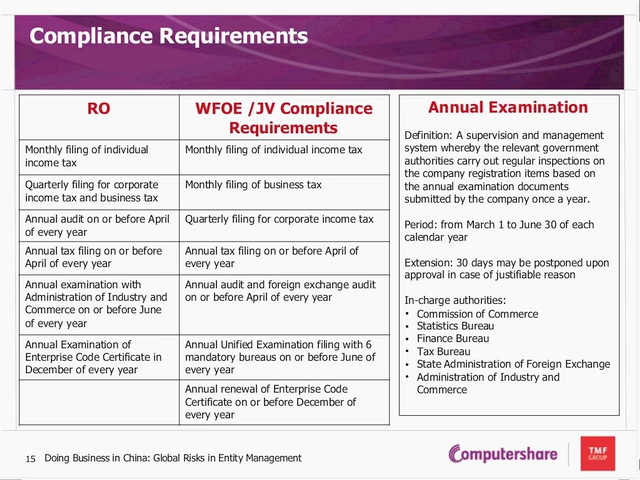 Compliance Requirements
RO
WFOE /JV Compliance
Requirements
Monthly filing of individual
income tax
Monthly filing of individual income tax
Quarterly filing for corporate
income tax and business tax
Monthly filing of business tax
Annual audit on or before April
of every year
Quarterly filing for corporate income tax
Annual tax filing on or before
April of every year
Annual tax filing on or before April of
every year
Annual examination with
Administration of Industry and
Commerce on or before June
of every year
Annual audit and foreign exchange audit
on or before April of every year
Annual Examination of
Enterprise Code Certificate in
December of every year
Annual Unified Examination filing with 6
mandatory bureaus on or before June of
every year
Annual renewal of Enterprise Code
Certificate on or before December of
every year
Annual Examination
Definition: A supervision and management
system whereby the relevant government
authorities carry out regular inspections on
the company registration items based on
the annual examination documents
submitted by the company once a year.
Period: from March 1 to June 30 of each
calendar year
Extension: 30 days may be postponed upon
approval in case of justifiable reason
In-charge authorities:
• Commission of Commerce
• Statistics Bureau
• Finance Bureau
• Tax Bureau
• State Administration of Foreign Exchange
• Administration of Industry and
Commerce
15 Doing Business in China: Global Risks in Entity Management
Computershare
TMF
GROUP